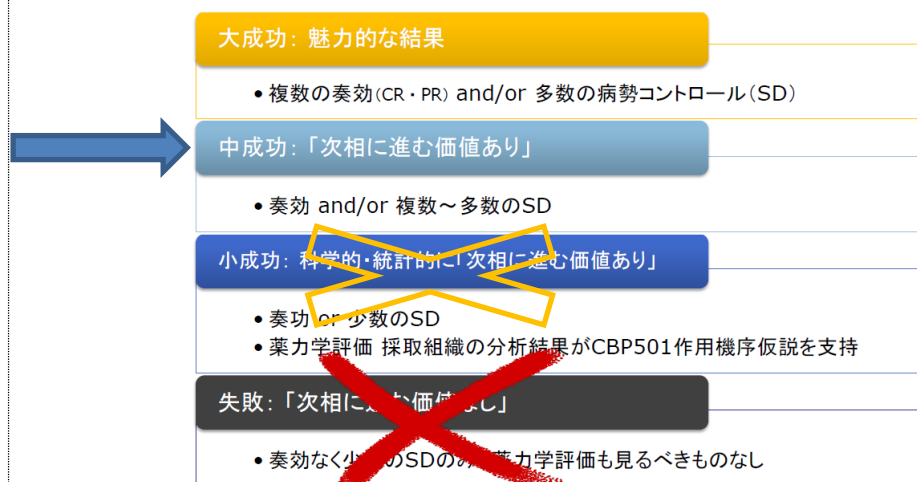 大成功： 魅力的な結果
• 複数の奏効(CR・PR) and/or 多数の病勢コントロール（SD）
中成功：「次相に進む価値あり」
• 奏効 and/or 複数～多数のSD
小成功： 科学的・統計的に「次相に進む価値あり」
• 奏功 or 少数のSD
• 薬力学評価 採取組織の分析結果がCBP501作用機序仮説を支持
失敗：「次相に進む価値なし」
• 奏効なく少数のSDのみ 薬力学評価も見るべきものなし